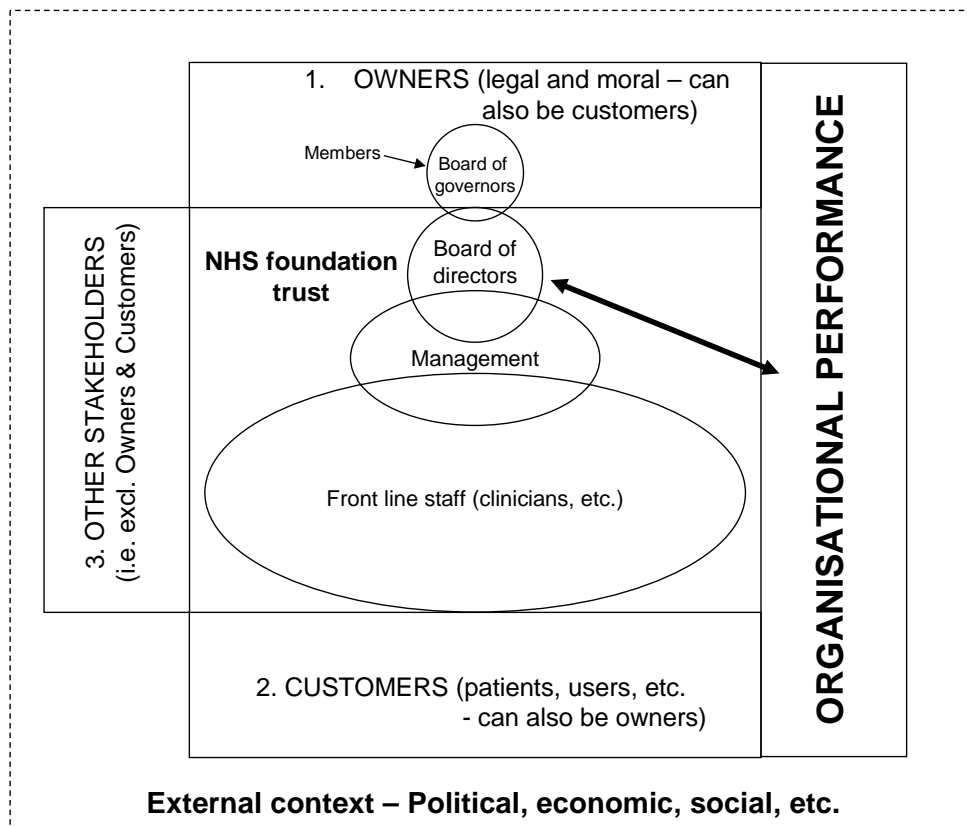 1. OWNERS (legal and moral – can
also be customers)
Members
Board of
governors
3. OTHER STAKEHOLDERS
(i.e. excl. Owners & Customers)
NHS foundation
trust
Board of
directors
Management
Front line staff (clinicians, etc.)
ORGANISATIONAL PERFORMANCE
2. CUSTOMERS (patients, users, etc.
- can also be owners)
External context – Political, economic, social, etc.